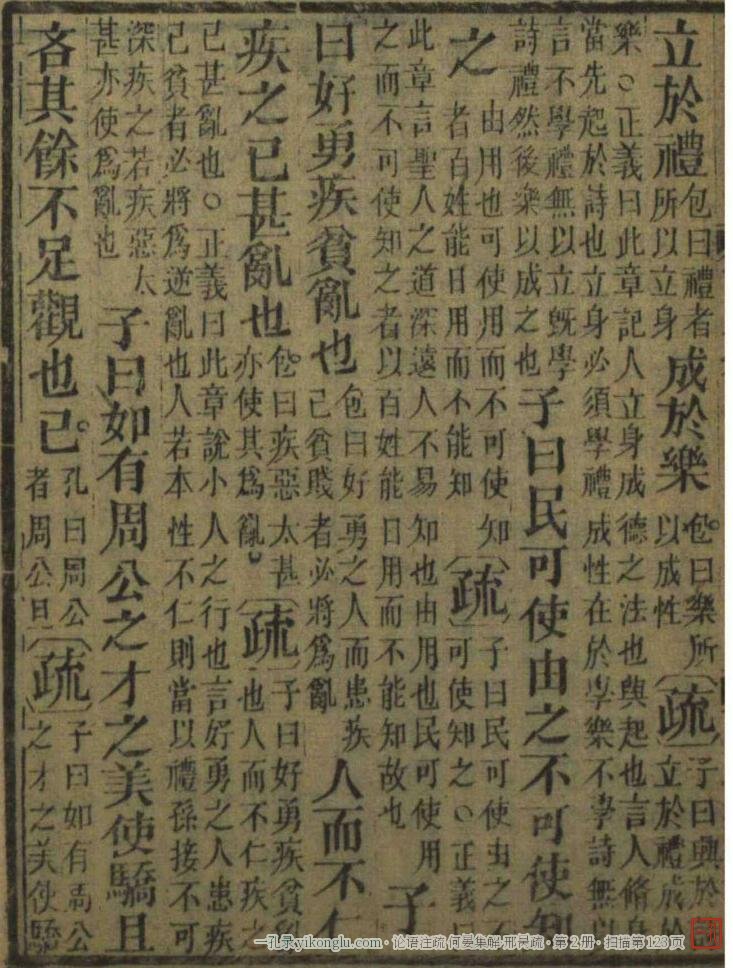 立於禮包曰禮者所以立身成於樂包曰樂所以成性疏子曰興於立於禮成於
樂○正義曰此章記人立身成德之法也興起也言人脩身
當先起於詩也立身必須學禮成性在於學樂不學詩無以
言不學禮無以立既學詩禮然後樂以成之也子曰民可使由之不可使知
之由用也可使用而不可使知者百姓能日用而不能知疏子曰民可使由之可使知之○正義
此章言聖人之道深遠人不易知也由用也民可使用
之而不可使知之者以百姓能日用而不能知故也子
曰好勇疾貧亂也包曰好勇之人而患疾己貧賤者必將爲亂人而不仁
疾之已甚亂也包曰疾惡太甚亦使其爲亂疏子曰好勇疾貧也人而不仁疾之
已甚亂也○正義曰此章說小人之行也言好勇之人患疾
己貧者必將爲逆亂也人若本性不仁則當以禮孫接不可
深疾之若疾惡太甚亦使爲亂也子曰如有周公之才之美使驕且
吝其餘不足觀也已孔曰周公者周公旦疏子曰如有周公之才之美使驕
一孔录yikonglu.com·论语注疏.何晏集解.邢昺疏·第2册·扫描第123页